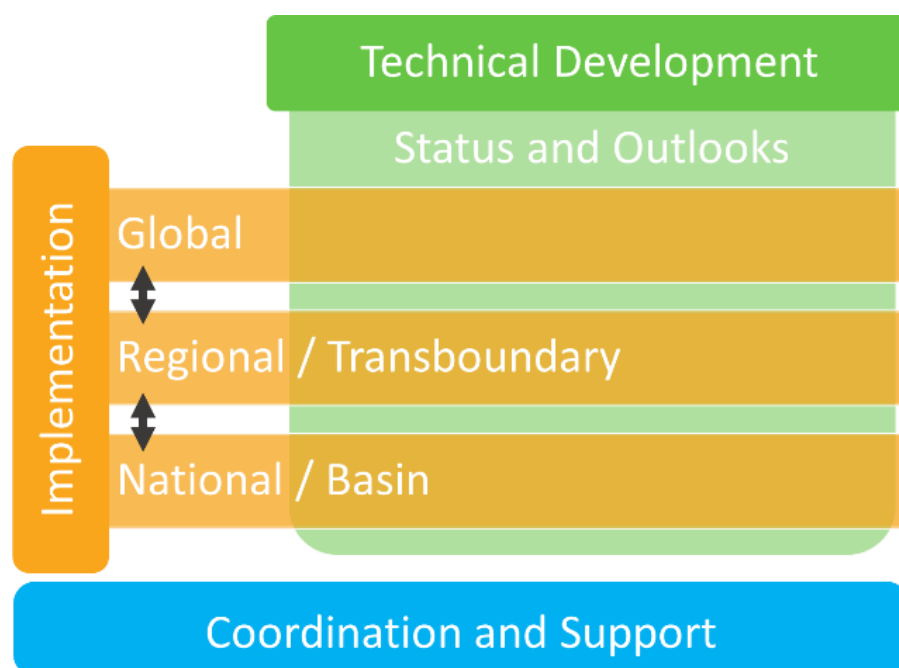 Technical Development
Status and Outlooks
Implementation
Global
Regional / Transboundary
National / Basin
Coordination and Support